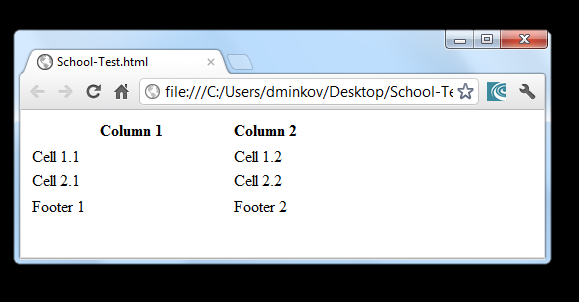 School-Test.html
file:///C:/Users/dminkov/Desktop/School-Te
Column 1 Column 2
Cell 1.1 Cell 1.2
Cell 2.1 Cell 2.2
Footer 1 Footer 2